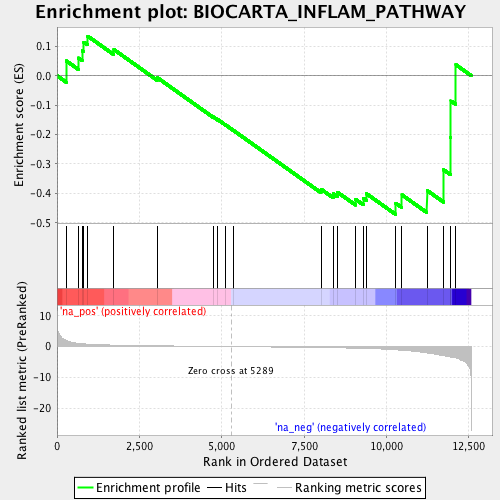 Enrichment plot: BIOCARTA_INFLAM_PATHWAY
Enrichment score (ES)
0.1
0.0
-0.1
-0.2
-0.3
-0.4
-0.5
'na_pos' (positively correlated)
Ranked list metric (PreRanked)
10
0
-10
-20
Zero cross at 5289
'na_neg' (negatively correlated)
0
2,500
5,000
7,500
10,000
12,500
Rank in Ordered Dataset
Enrichment profile
Hits
Ranking metric scores